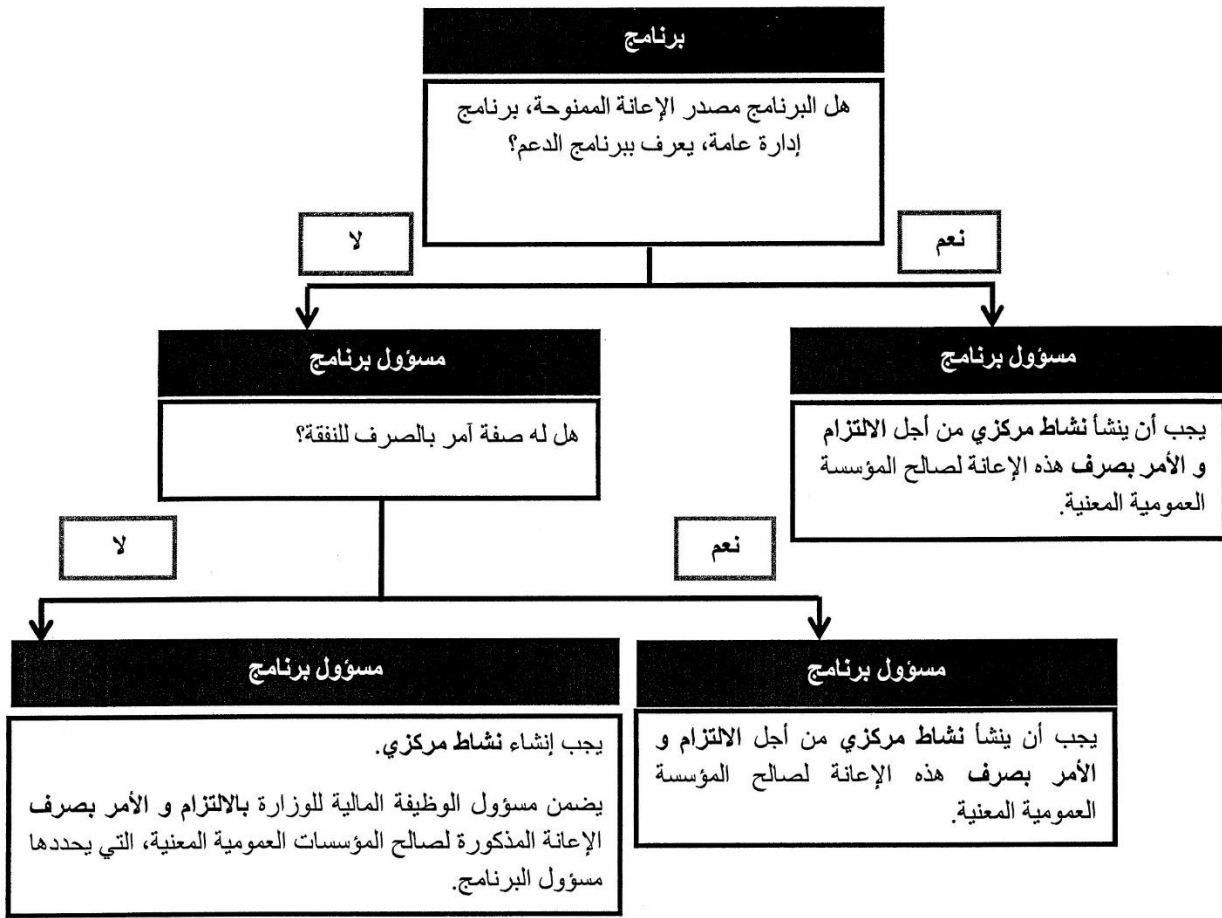 برنامج
هل البرنامج مصدر الإعانة الممنوحة، برنامج
إدارة عامة، يعرف ببرنامج الدعم؟
نعم
لا
مسؤول برنامج
يجب أن ينشأ نشاط مركزي من أجل الالتزام
و الأمر بصرف هذه الإعانة لصالح المؤسسة
العمومية المعنية.
مسؤول برنامج
هل له صفة آمر بالصرف للنفقة؟
نعم
لا
مسؤول برنامج
يجب أن ينشأ نشاط مركزي من أجل الالتزام و
الأمر بصرف هذه الإعانة لصالح المؤسسة
العمومية المعنية.
مسؤول برنامج
يجب إنشاء نشاط مركزي.
يضمن مسؤول الوظيفة المالية للوزارة بالالتزام و الأمر بصرف
الإعانة المذكورة لصالح المؤسسات العمومية المعنية، التي يحددها
مسؤول البرنامج.